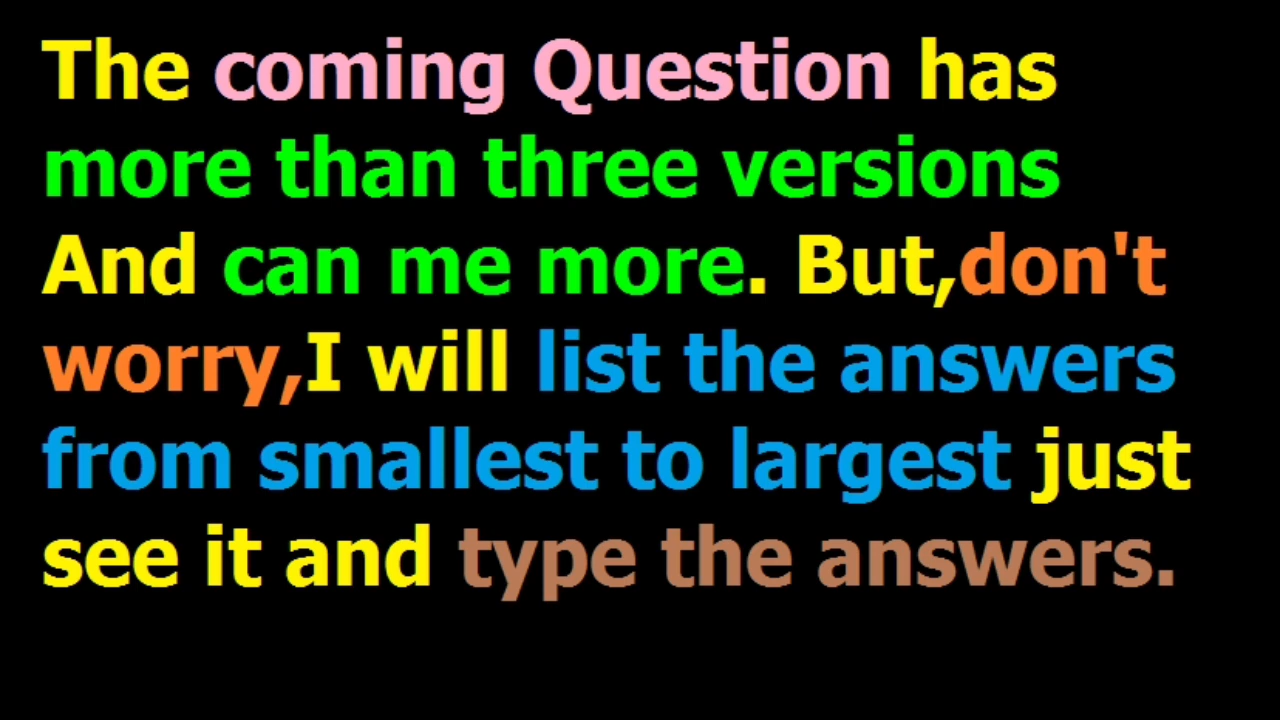 The coming Question has
more than three versions
And can me more. But,don't
worry,I will list the answers
from smallest to largest just
see it and type the answers.